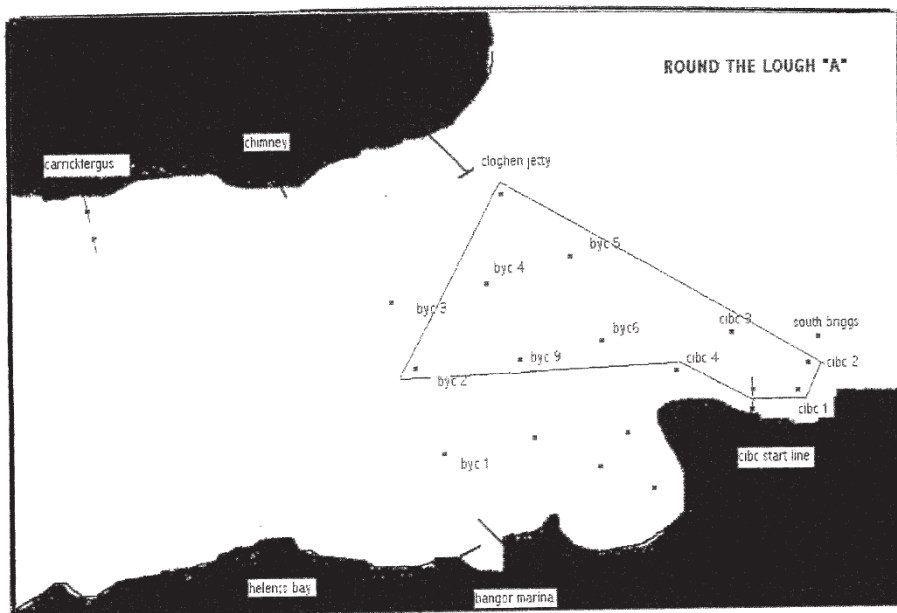 ROUND THE LOUGH "A"
chimney
carrickfergus
cloghen jetty
byc 5
byc 4
byc 3
cibc 3
south briggs
byc6
byc 9
cibc 4
cibc 2
byc 2
cibc 1
byc 1
cibc start line
helens bay
bangor marina